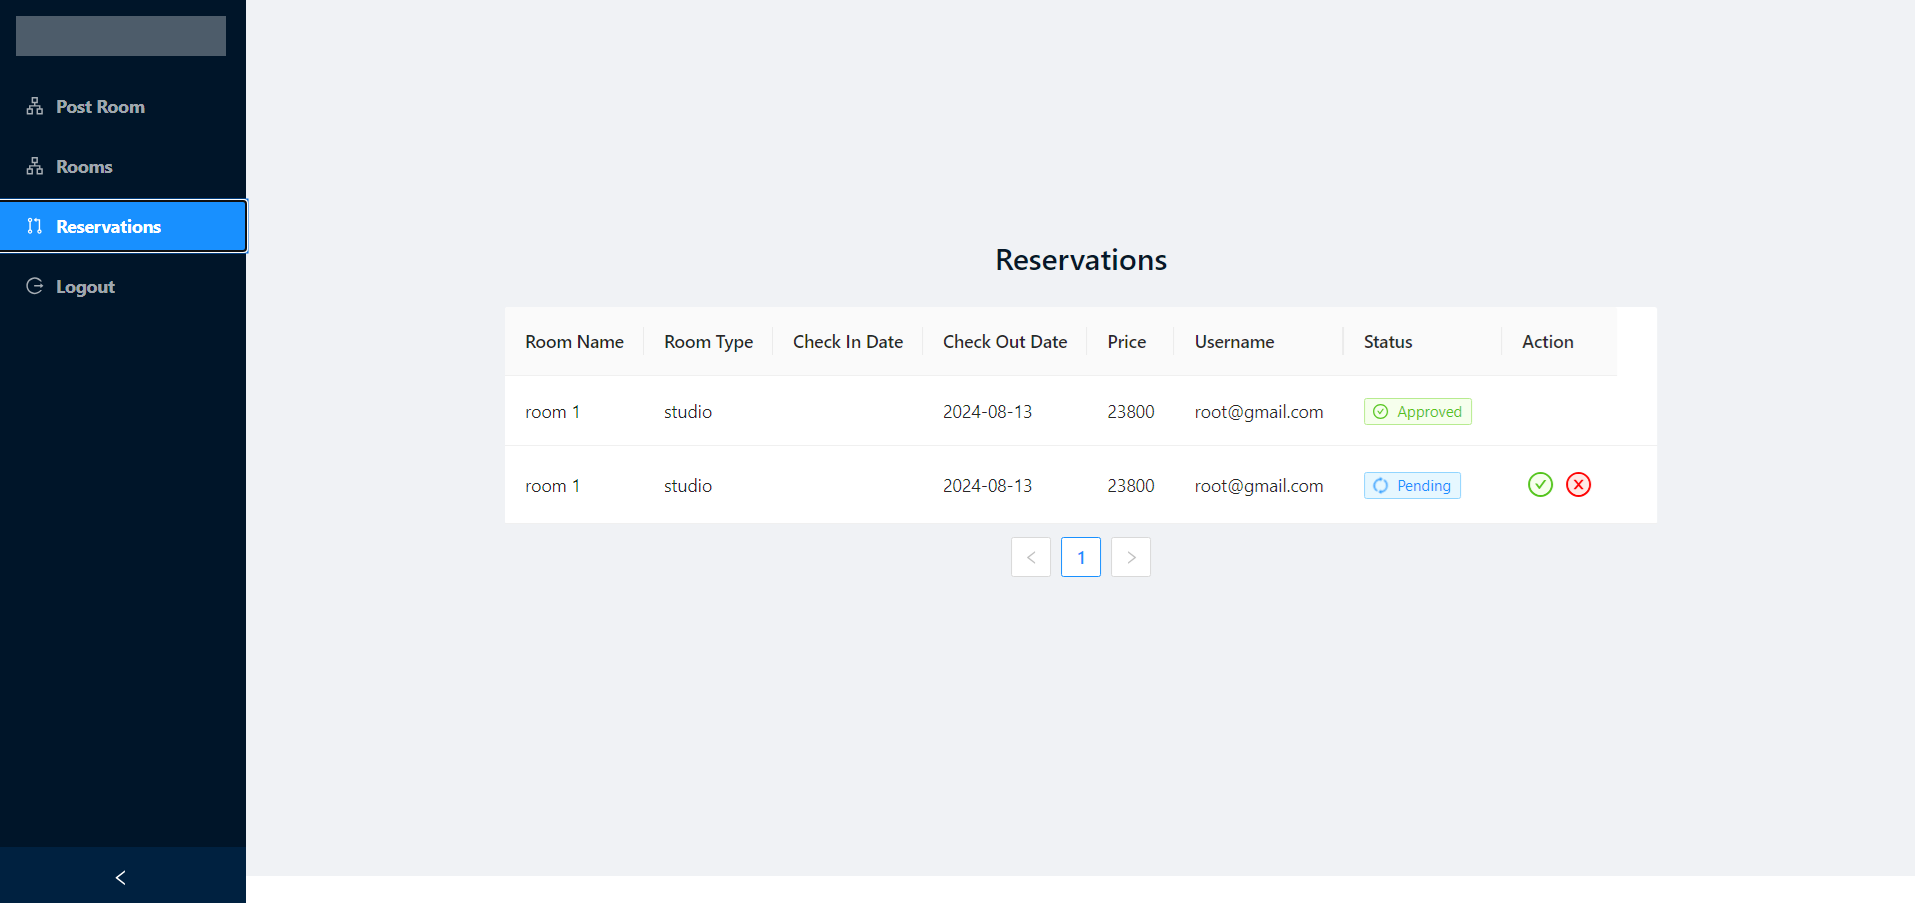 Post Room
Rooms
Reservations
Logout
Reservations
Room Name Room Type Check In Date Check Out Date Price Username Status Action
room 1 studio 2024-08-13 23800 root@gmail.com Approved
room 1 studio 2024-08-13 23800 root@gmail.com Pending
< 1 >